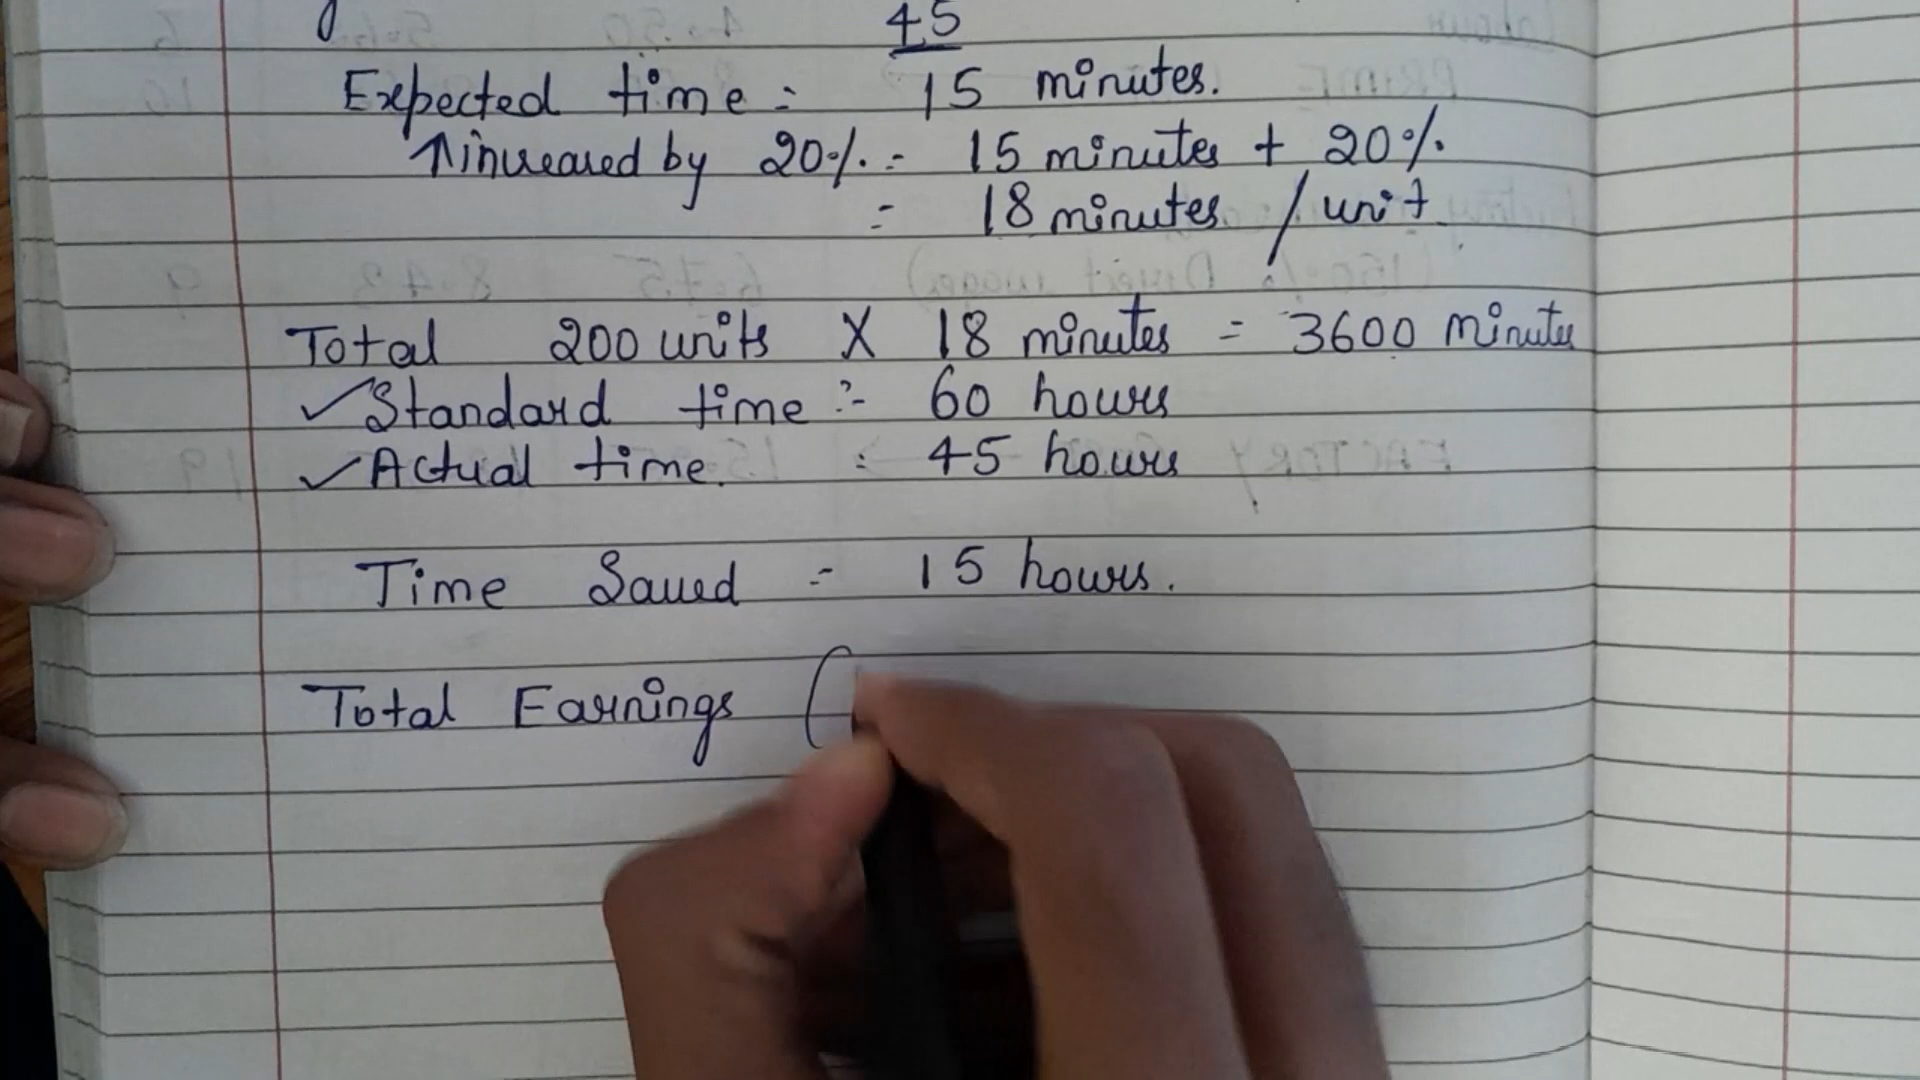 45
Expected time = 15 minutes.
↑ increased by 20% = 15 minutes + 20%
= 18 minutes / unit
Total 200 units X 18 minutes = 3600 minutes
✓ Standard time :- 60 hours
✓ Actual time : 45 hours
Time Saved = 15 hours.
Total Earnings (